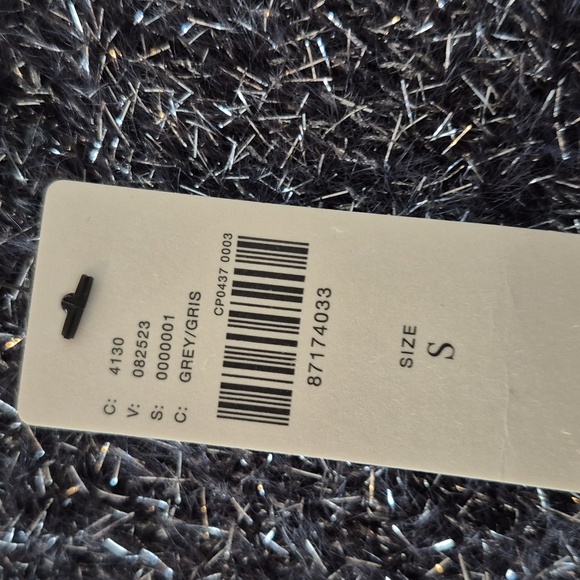 C: 4130
V: 082523
S: 0000001
C: GREY/GRIS
CP0437 0003
87174033
SIZE
S